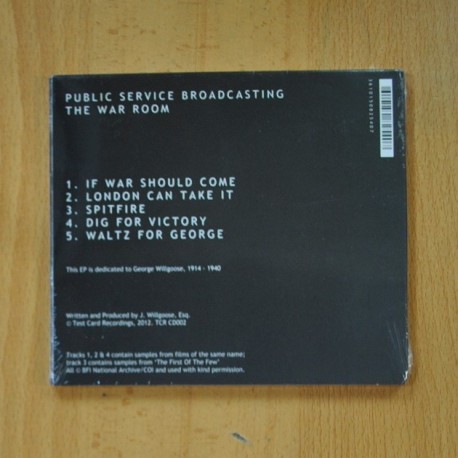 PUBLIC SERVICE BROADCASTING
THE WAR ROOM
1. IF WAR SHOULD COME
2. LONDON CAN TAKE IT
3. SPITFIRE
4. DIG FOR VICTORY
5. WALTZ FOR GEORGE
This EP is dedicated to George Willgoose, 1914 - 1940
Written and Produced by J. Willgoose, Esq.
© Test Card Recordings, 2012. TCR CD002
Tracks 1, 2 & 4 contain samples from films of the same name;
track 3 contains samples from 'The First Of The Few'
All © BFI National Archive/COI and used with kind permission.